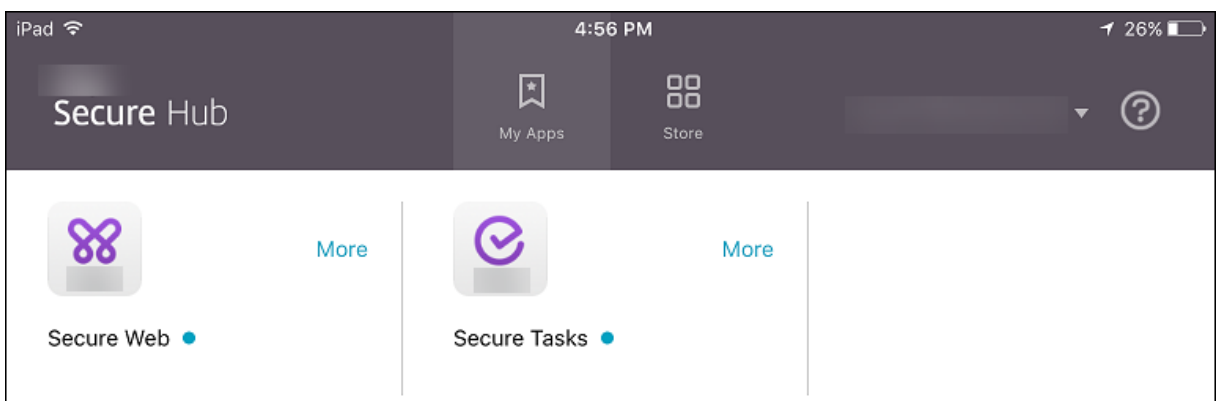 iPad 4:56 PM 26%
Secure Hub
My Apps
Store
?
More
More
Secure Web
Secure Tasks